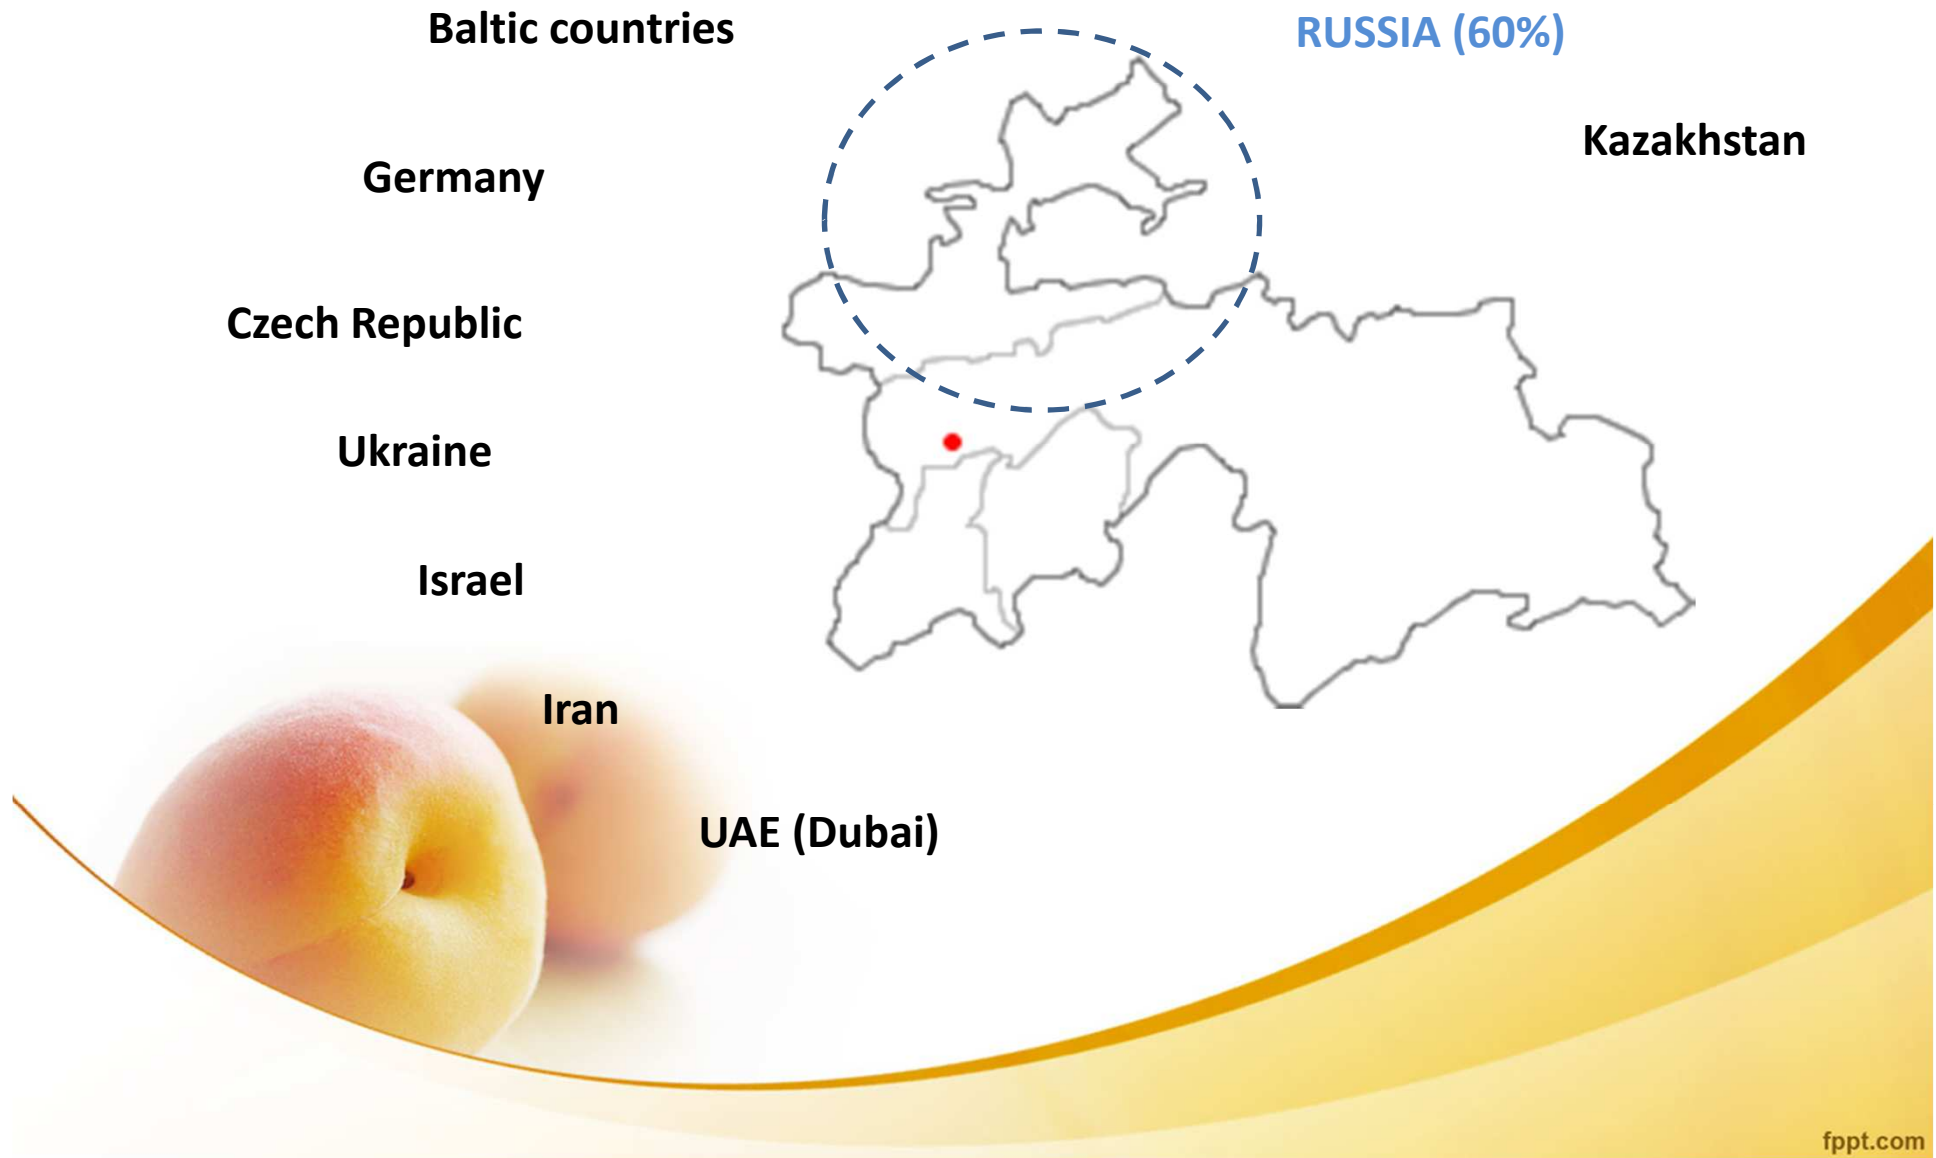 Baltic countries
RUSSIA (60%)
Kazakhstan
Germany
Czech Republic
Ukraine
Israel
Iran
UAE (Dubai)
fppt.com